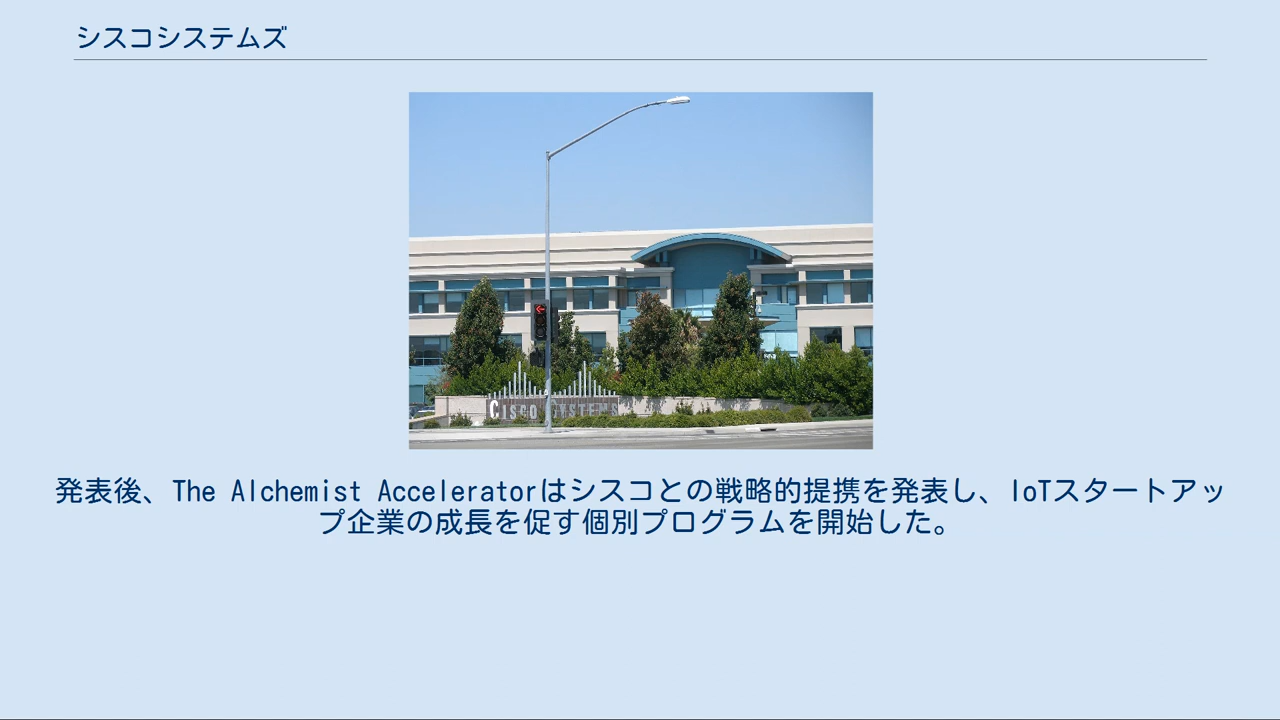 シスコシステムズ
CISCO SYSTEMS
発表後、The Alchemist Acceleratorはシスコとの戦略的提携を発表し、IoTスタートアッ
プ企業の成長を促す個別プログラムを開始した。